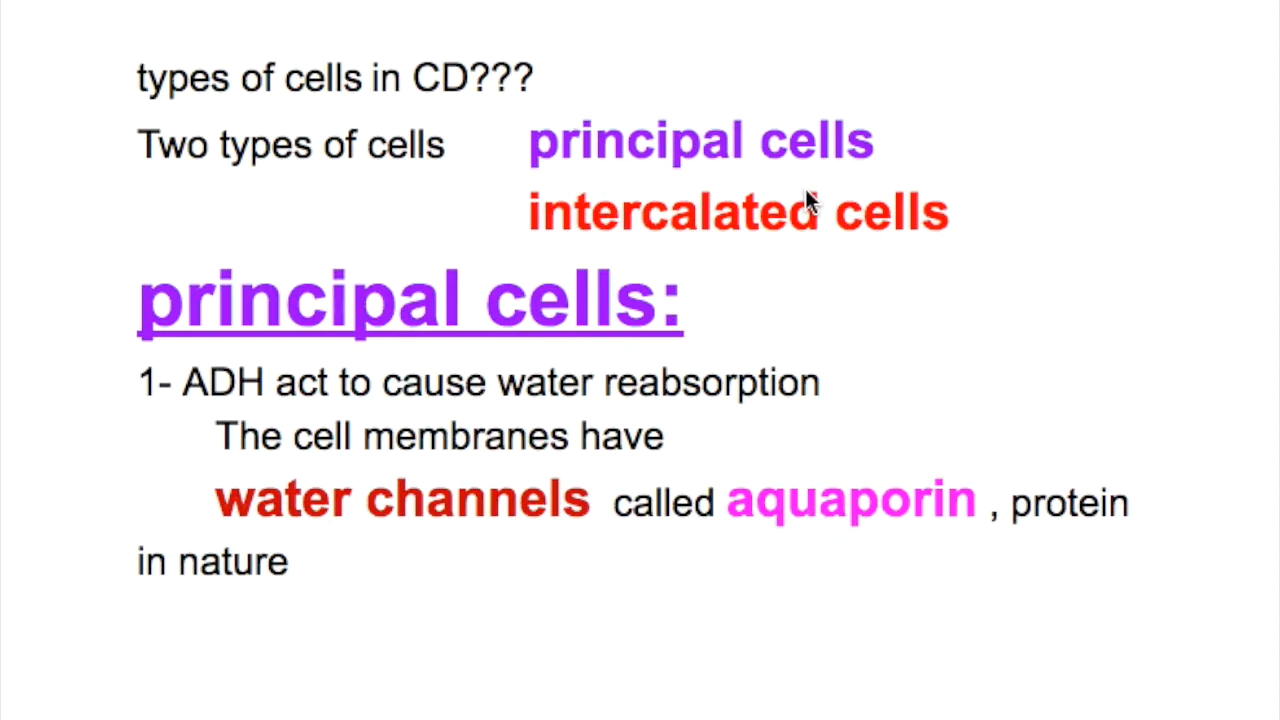 types of cells in CD???
Two types of cells principal cells
intercalated cells
principal cells:
1- ADH act to cause water reabsorption
The cell membranes have
water channels called aquaporin , protein
in nature